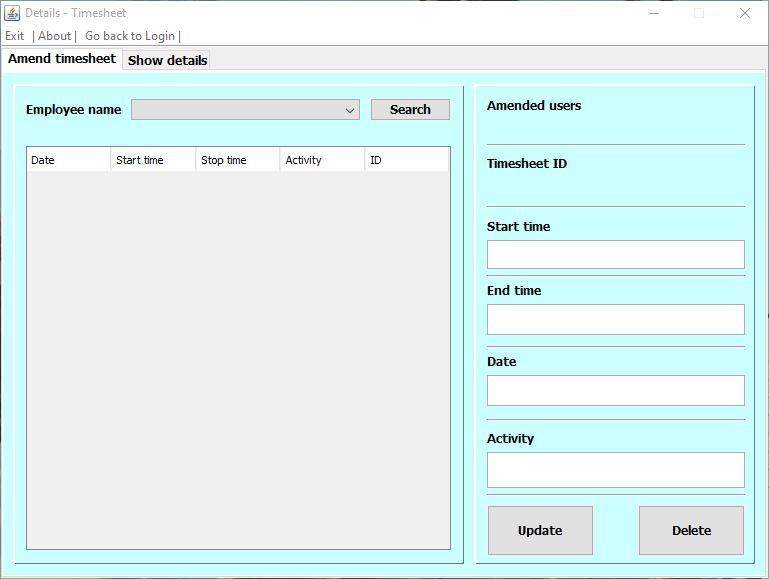 Details - Timesheet
Exit | About | Go back to Login |
Amend timesheet Show details
Employee name Search
Date Start time Stop time Activity ID
Amended users
Timesheet ID
Start time
End time
Date
Activity
Update Delete